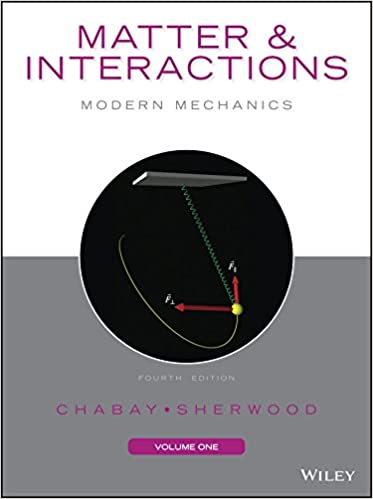 MATTER &
INTERACTIONS
MODERN MECHANICS
F∥
F⊥
FOURTH EDITION
CHABAY • SHERWOOD
VOLUME ONE
WILEY